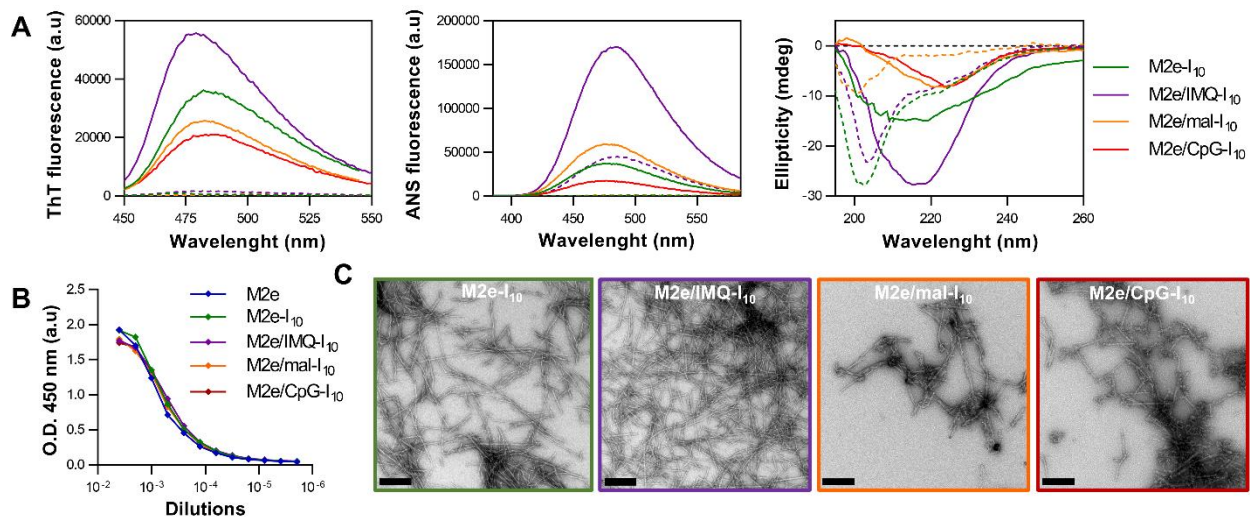 A
ThT fluorescence (a.u)
60000
40000
20000
0
450 475 500 525 550
Wavelenght (nm)
ANS fluorescence (a.u)
200000
150000
100000
50000
0
400 450 500 550
Wavelenght (nm)
Ellipticity (mdeg)
0
-10
-20
-30
200 220 240 260
Wavelenght (nm)
M2e-I₁₀
M2e/IMQ-I₁₀
M2e/mal-I₁₀
M2e/CpG-I₁₀
B
O.D. 450 nm (a.u)
2.5
2.0
1.5
1.0
0.5
0.0
10⁻² 10⁻³ 10⁻⁴ 10⁻⁵ 10⁻⁶
Dilutions
M2e
M2e-I₁₀
M2e/IMQ-I₁₀
M2e/mal-I₁₀
M2e/CpG-I₁₀
C
M2e-I₁₀
M2e/IMQ-I₁₀
M2e/mal-I₁₀
M2e/CpG-I₁₀